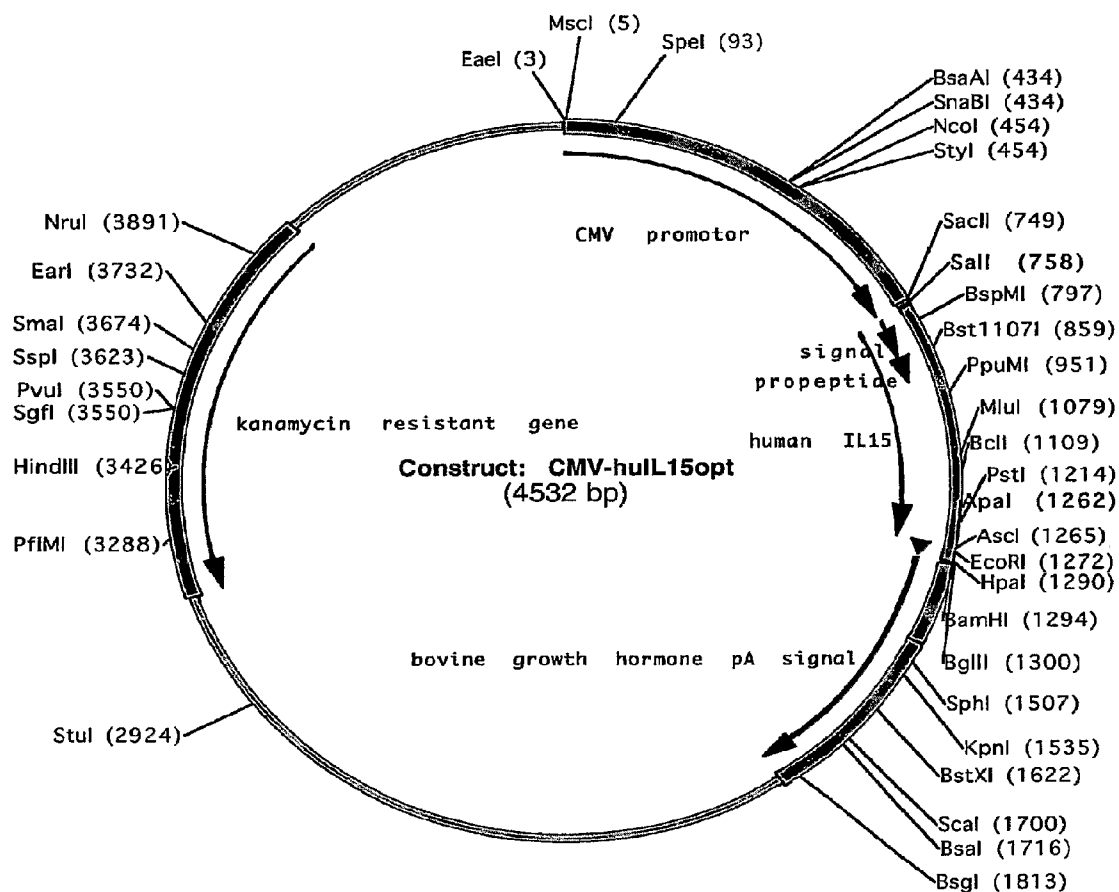 MscI (5)
EaeI (3)
SpeI (93)
BsaAI (434)
SnaBI (434)
NcoI (454)
StyI (454)
SacII (749)
SalI (758)
BspMI (797)
Bst1107I (859)
PpuMI (951)
MluI (1079)
BclI (1109)
PstI (1214)
ApaI (1262)
AscI (1265)
EcoRI (1272)
HpaI (1290)
BamHI (1294)
BglII (1300)
SphI (1507)
KpnI (1535)
BstXI (1622)
ScaI (1700)
BsaI (1716)
BsgI (1813)
NruI (3891)
EarI (3732)
SmaI (3674)
SspI (3623)
PvuI (3550)
SgfI (3550)
HindIII (3426)
PflMI (3288)
StuI (2924)
CMV promotor
signal
propeptide
human IL15
kanamycin resistant gene
Construct: CMV-huIL15opt
(4532 bp)
bovine growth hormone pA signal